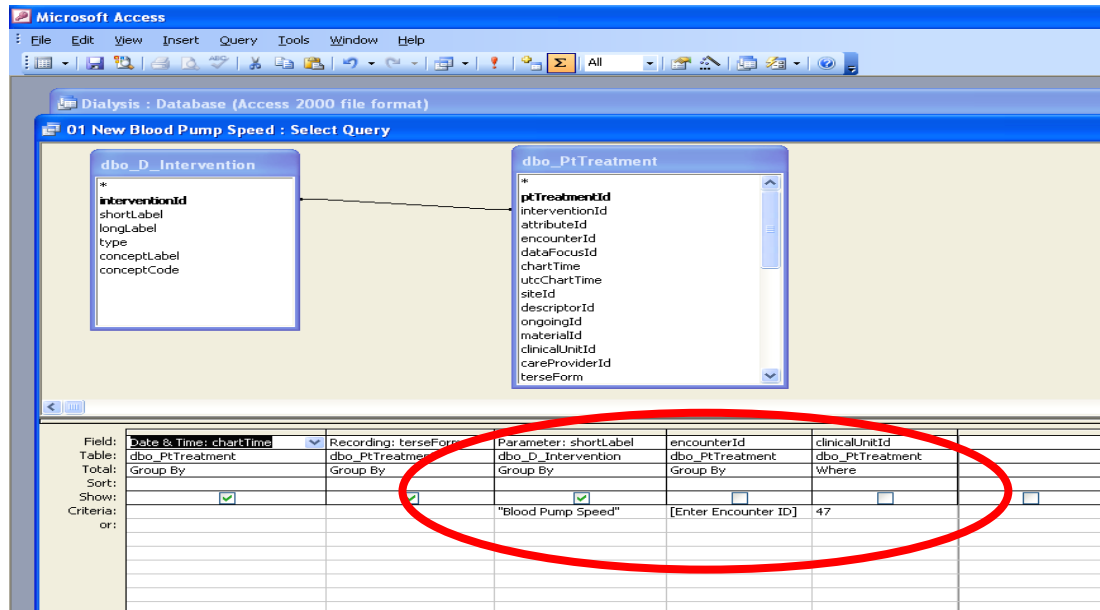 Microsoft Access
File Edit View Insert Query Tools Window Help
Σ All
Dialysis : Database (Access 2000 file format)
01 New Blood Pump Speed : Select Query
dbo_D_Intervention
*
interventionId
shortLabel
longLabel
type
conceptLabel
conceptCode
dbo_PtTreatment
*
ptTreatmentId
interventionId
attributeId
encounterId
dataFocusId
chartTime
utcChartTime
siteId
descriptorId
ongoingId
materialId
clinicalUnitId
careProviderId
terseForm
Field: Date & Time: chartTime Recording: terseForm Parameter: shortLabel encounterId clinicalUnitId
Table: dbo_PtTreatment dbo_PtTreatment dbo_D_Intervention dbo_PtTreatment dbo_PtTreatment
Total: Group By Group By Group By Group By Where
Sort:
Show:
Criteria: "Blood Pump Speed" [Enter Encounter ID] 47
or: